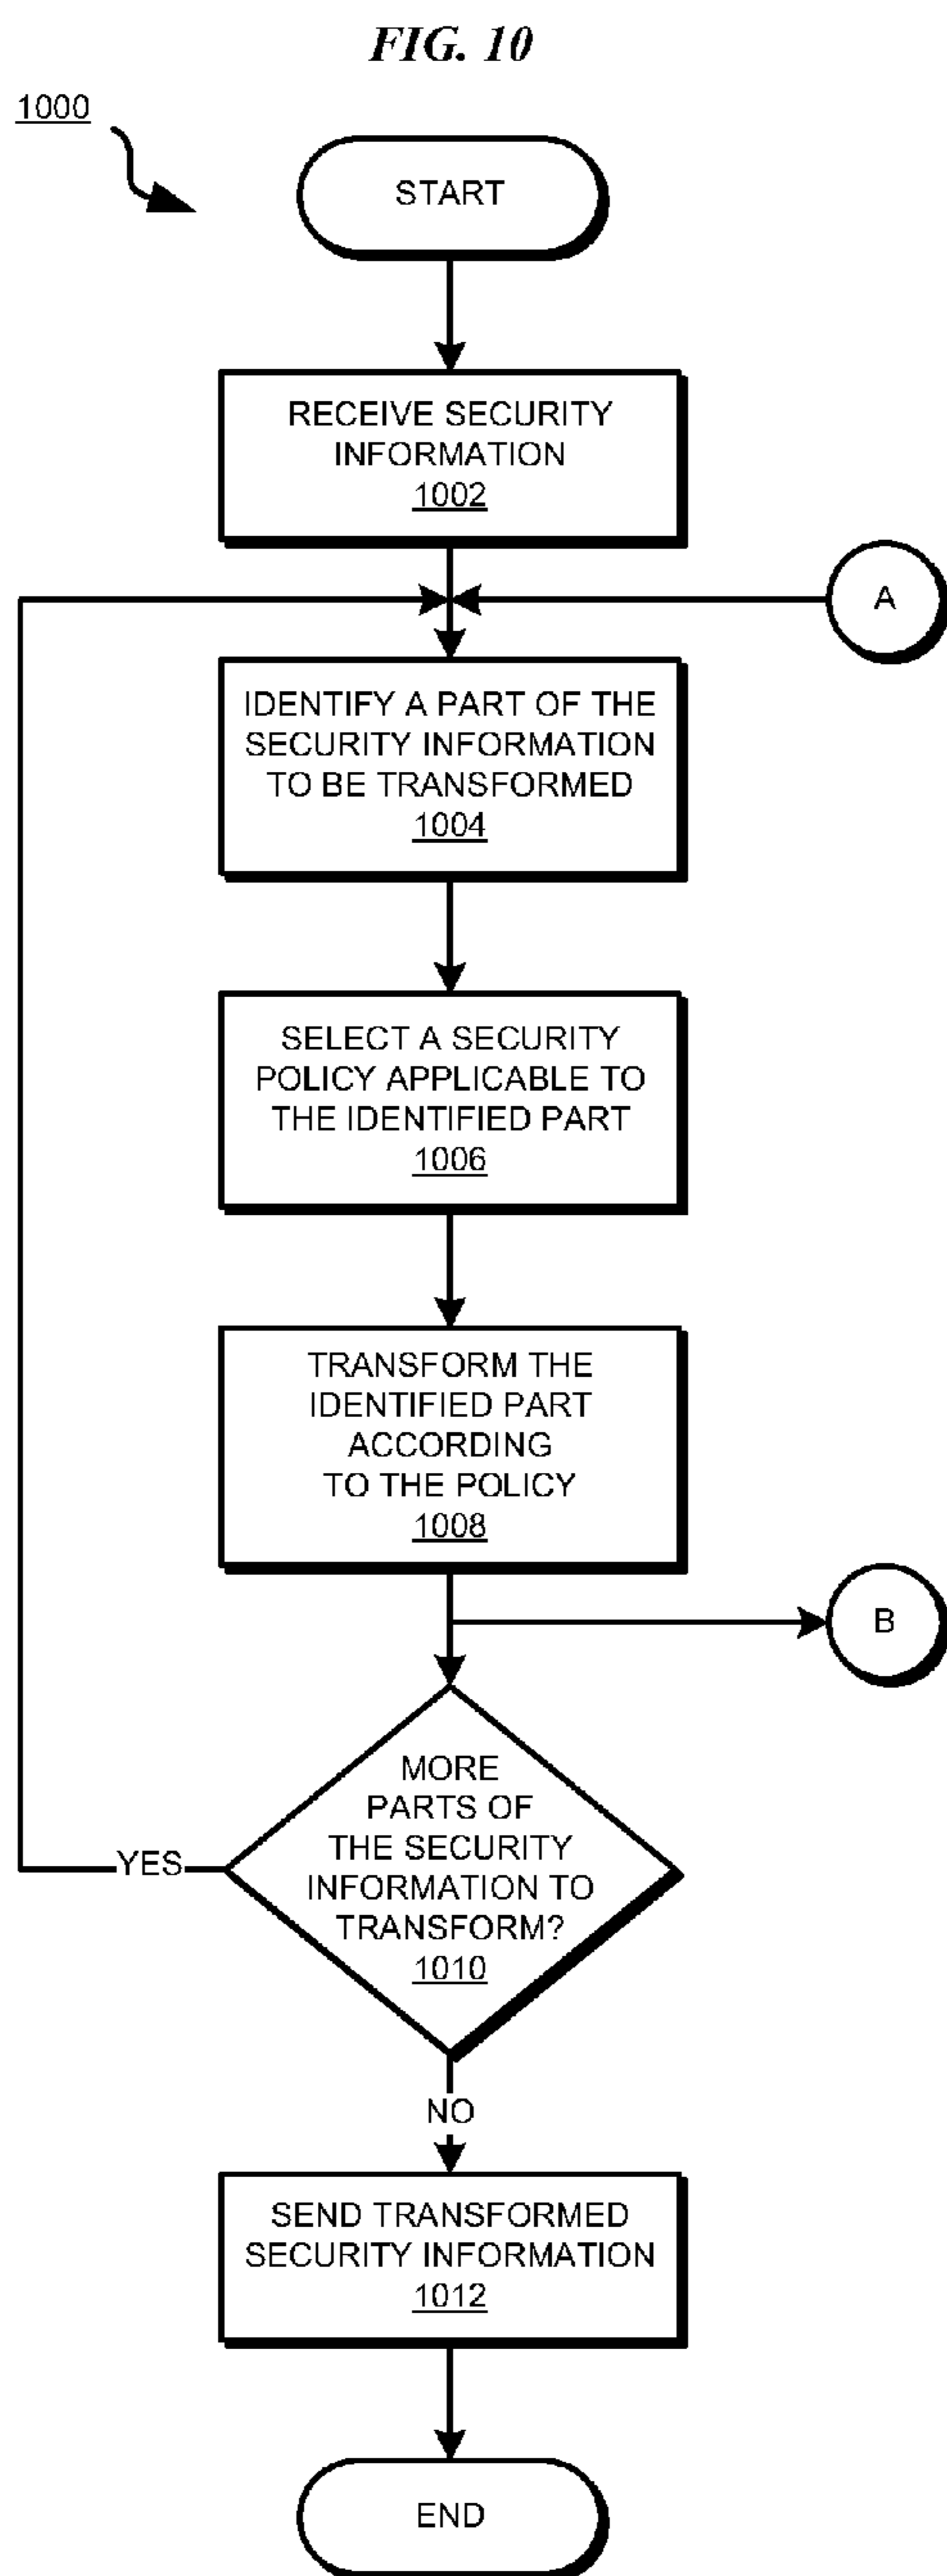 FIG. 10
1000
START
RECEIVE SECURITY
INFORMATION
1002
A
IDENTIFY A PART OF THE
SECURITY INFORMATION
TO BE TRANSFORMED
1004
SELECT A SECURITY
POLICY APPLICABLE TO
THE IDENTIFIED PART
1006
TRANSFORM THE
IDENTIFIED PART
ACCORDING
TO THE POLICY
1008
B
MORE
PARTS OF
THE SECURITY
INFORMATION TO
TRANSFORM?
1010
YES
NO
SEND TRANSFORMED
SECURITY INFORMATION
1012
END